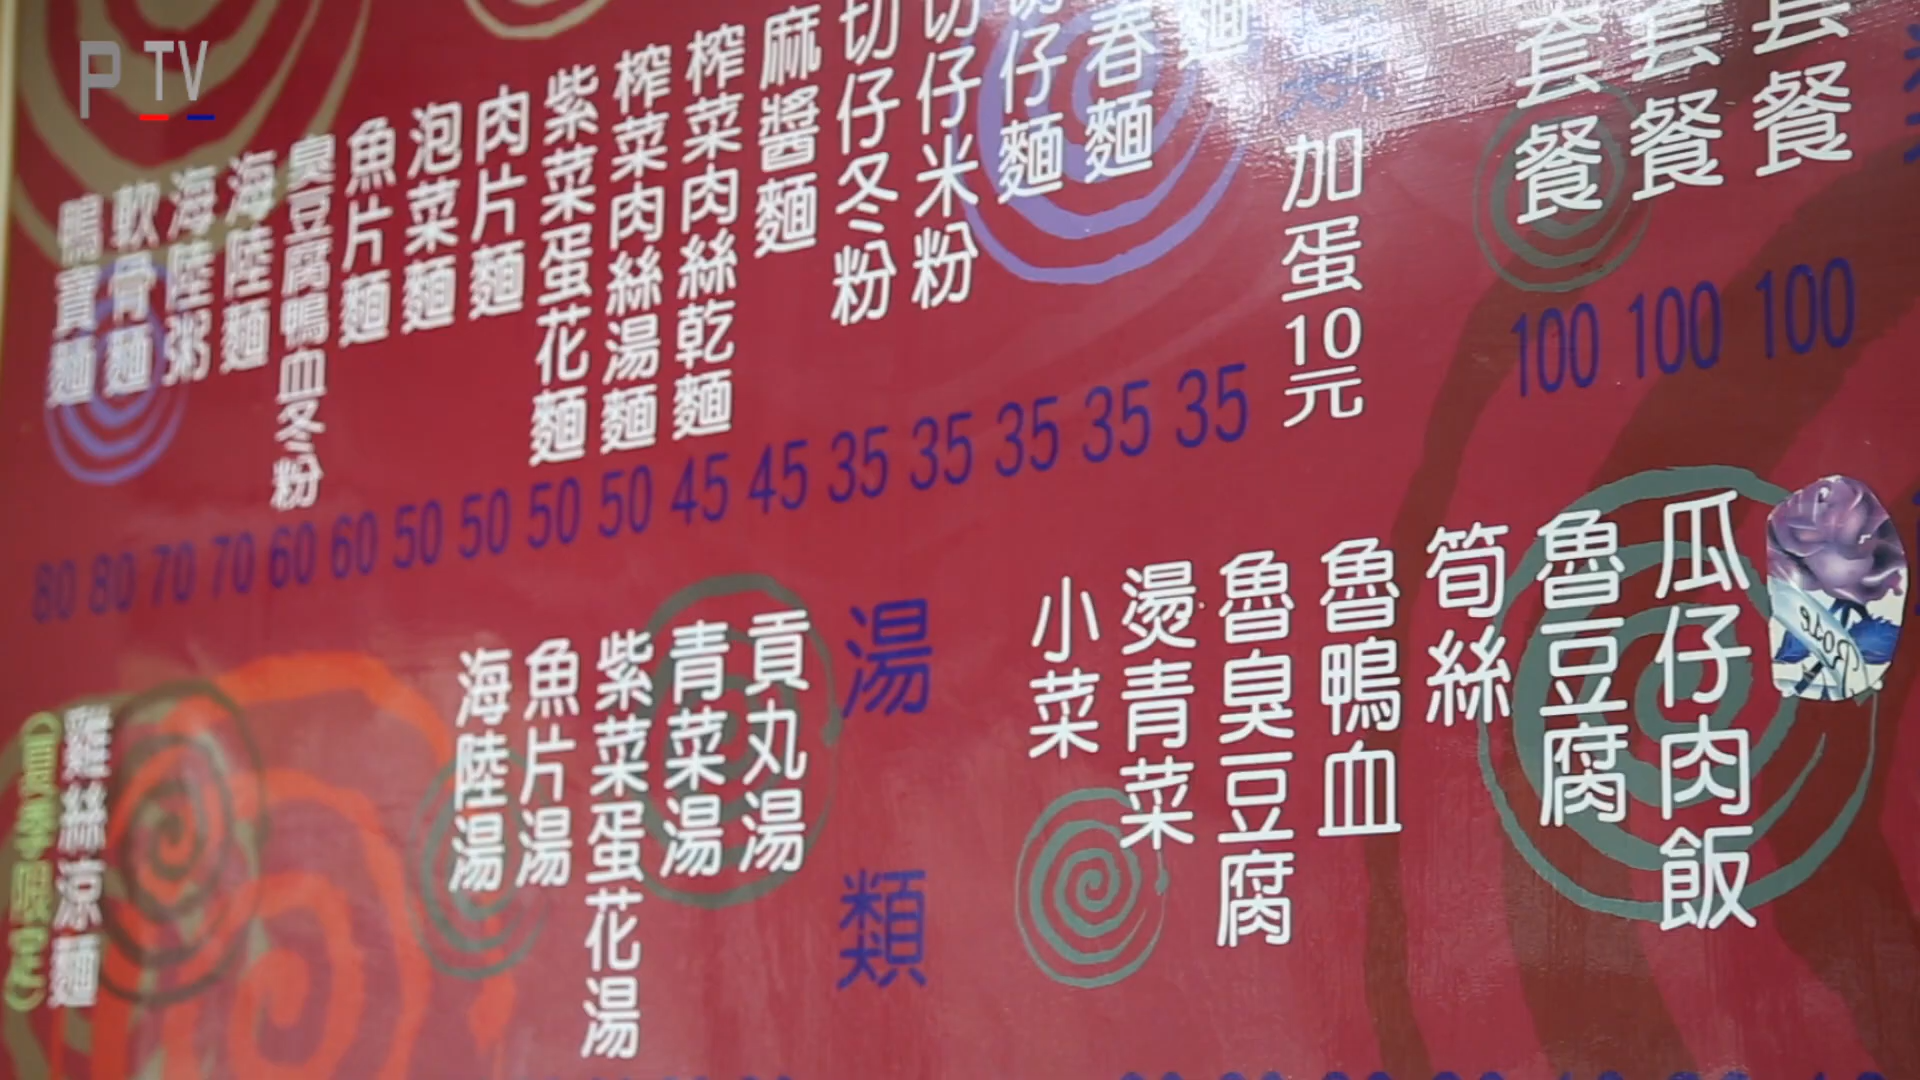 P TV
套餐
套餐
套餐
100 100 100
加蛋10元
麵
春麵
仔麵
切仔米粉
切仔冬粉
麻醬麵
榨菜肉絲乾麵
榨菜肉絲湯麵
紫菜蛋花麵
肉片麵
泡菜麵
魚片麵
臭豆腐鴨血冬粉
海陸麵
海陸粥
軟骨麵
鴨寶麵
80 80 70 70 60 60 50 50 50 50 45 45 35 35 35 35 35
瓜仔肉飯
魯豆腐
筍絲
魯鴨血
魯臭豆腐
燙青菜
小菜
湯類
貢丸湯
青菜湯
紫菜蛋花湯
魚片湯
海陸湯
雞絲涼麵
(夏季限定)
Rose